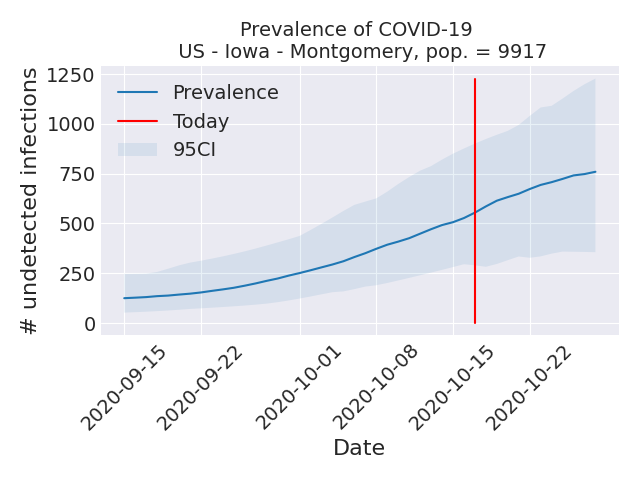 Prevalence of COVID-19
US - Iowa - Montgomery, pop. = 9917
# undetected infections
1250
1000
750
500
250
0
Prevalence
Today
95CI
2020-09-15
2020-09-22
2020-10-01
2020-10-08
2020-10-15
2020-10-22
Date